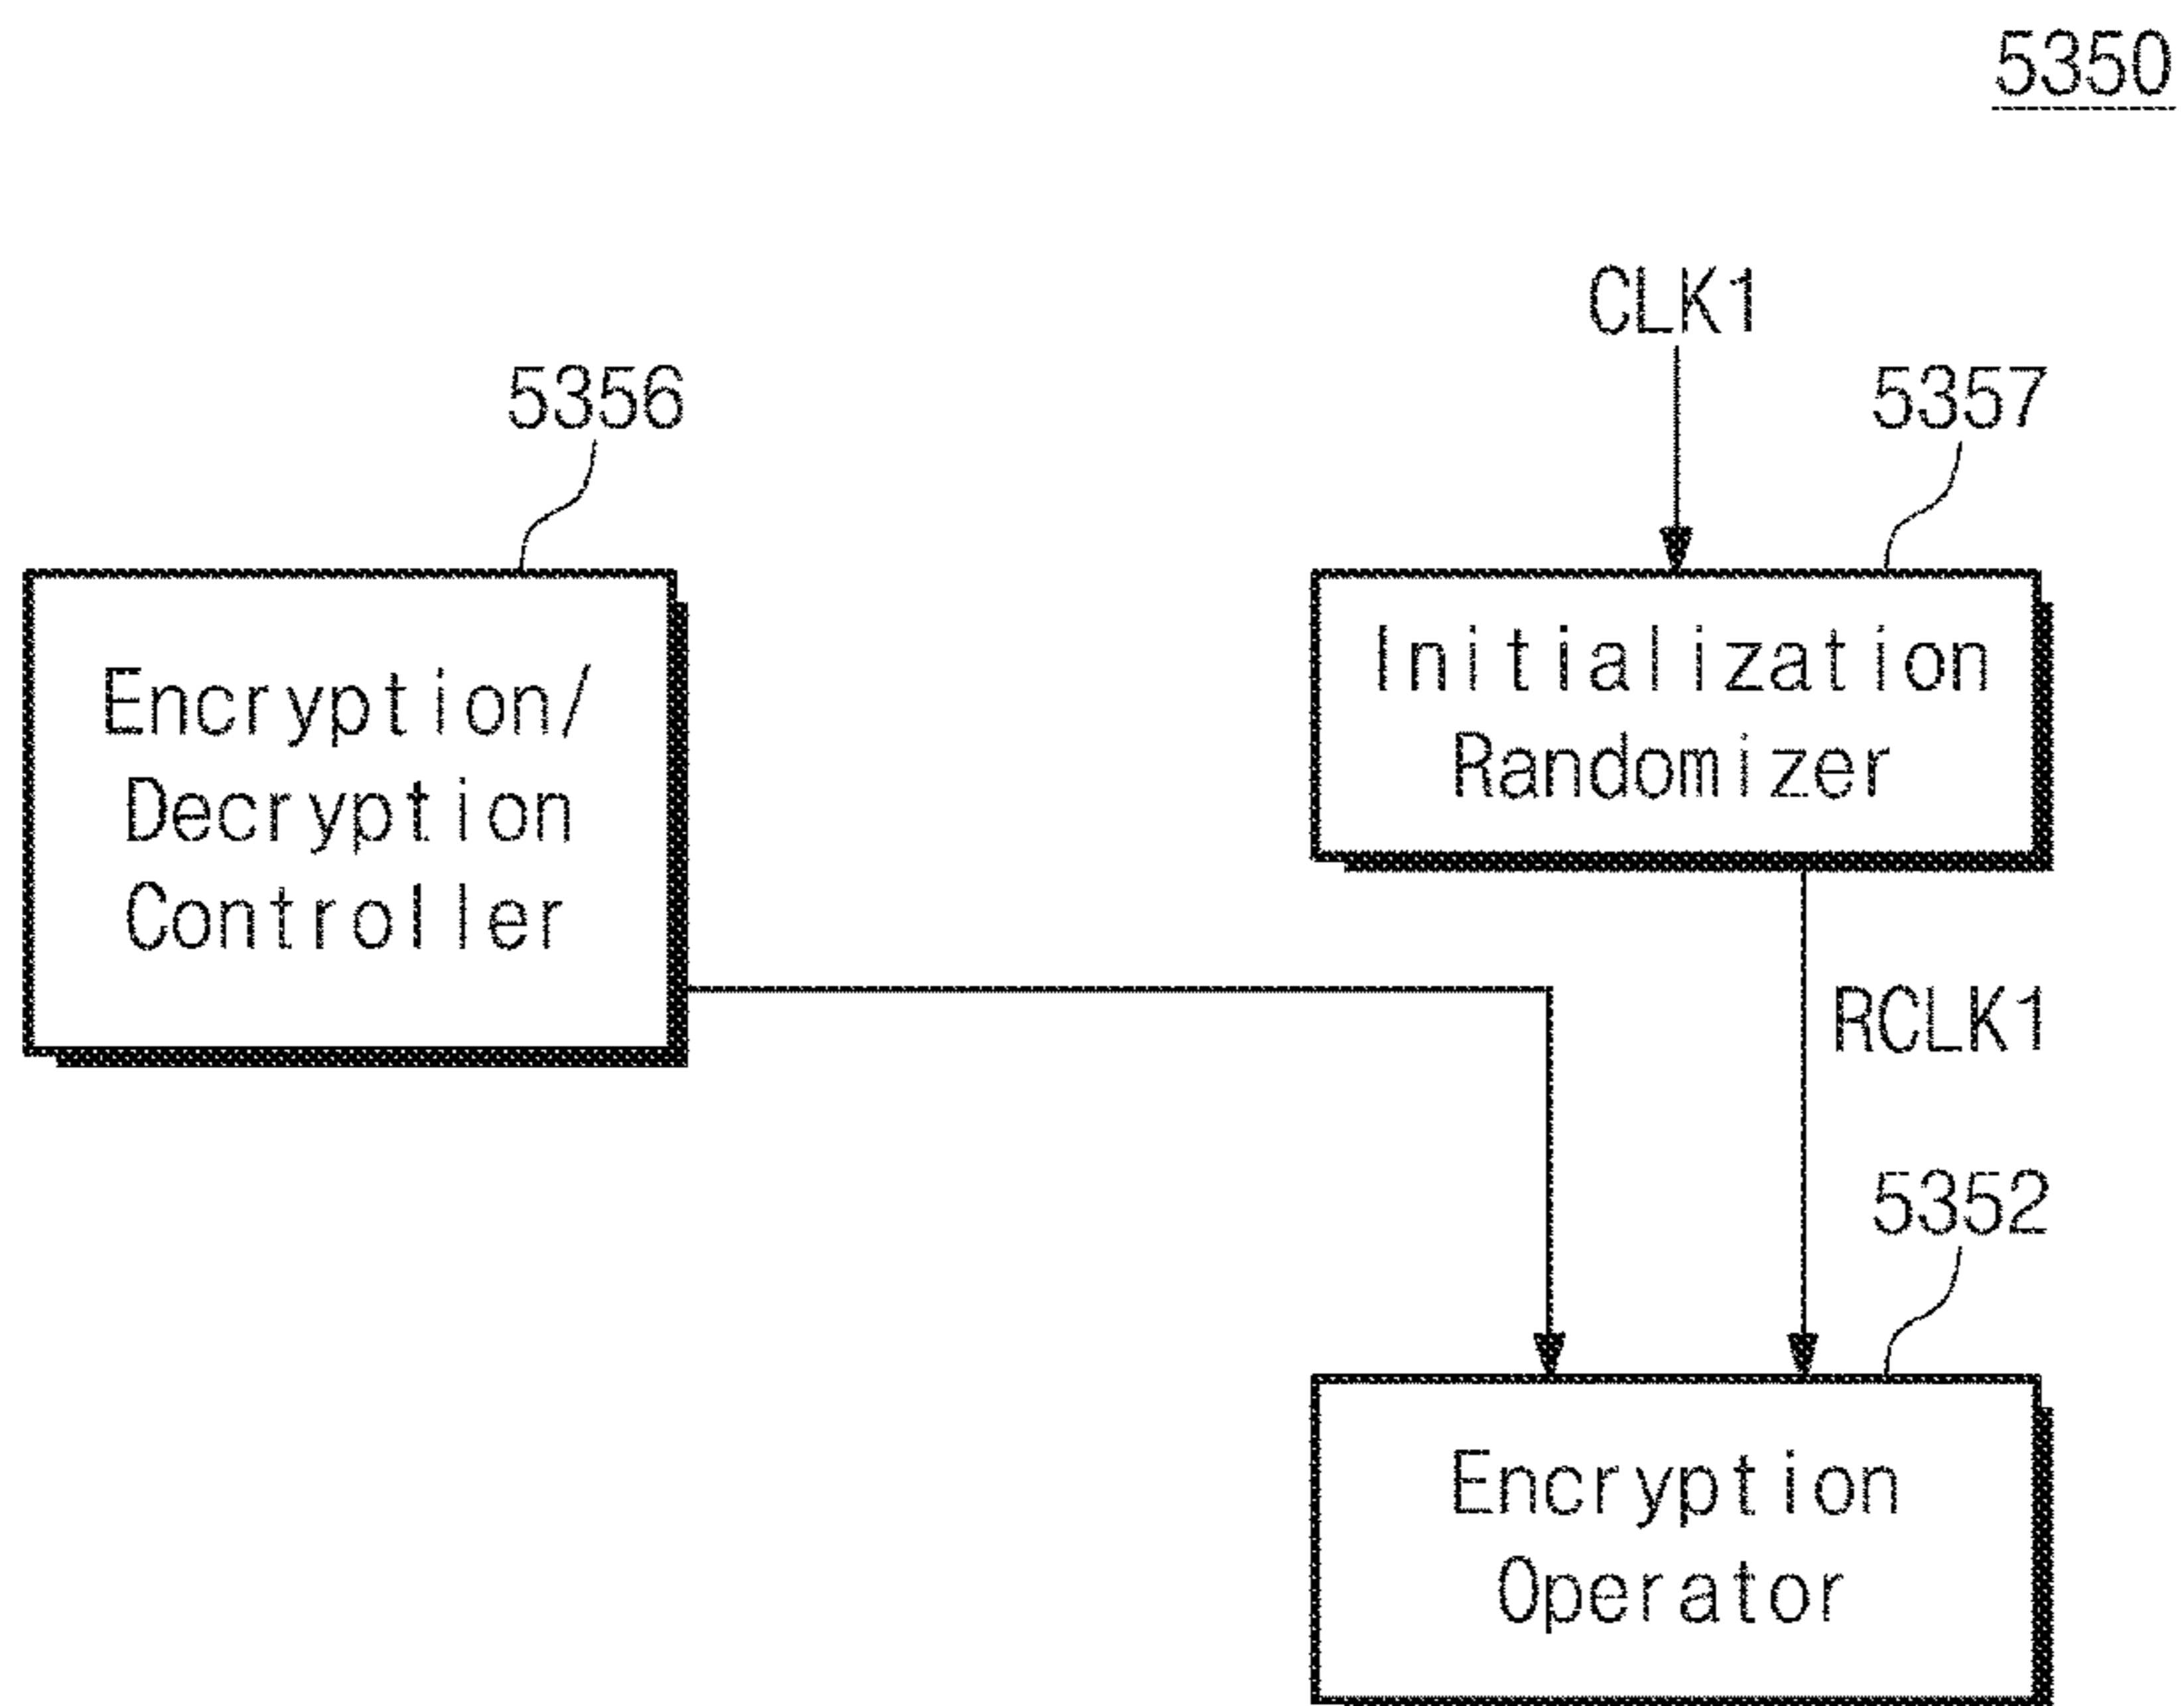 5350
CLK1
5356
5357
Encryption/
Decryption
Controller
Initialization
Randomizer
RCLK1
5352
Encryption
Operator